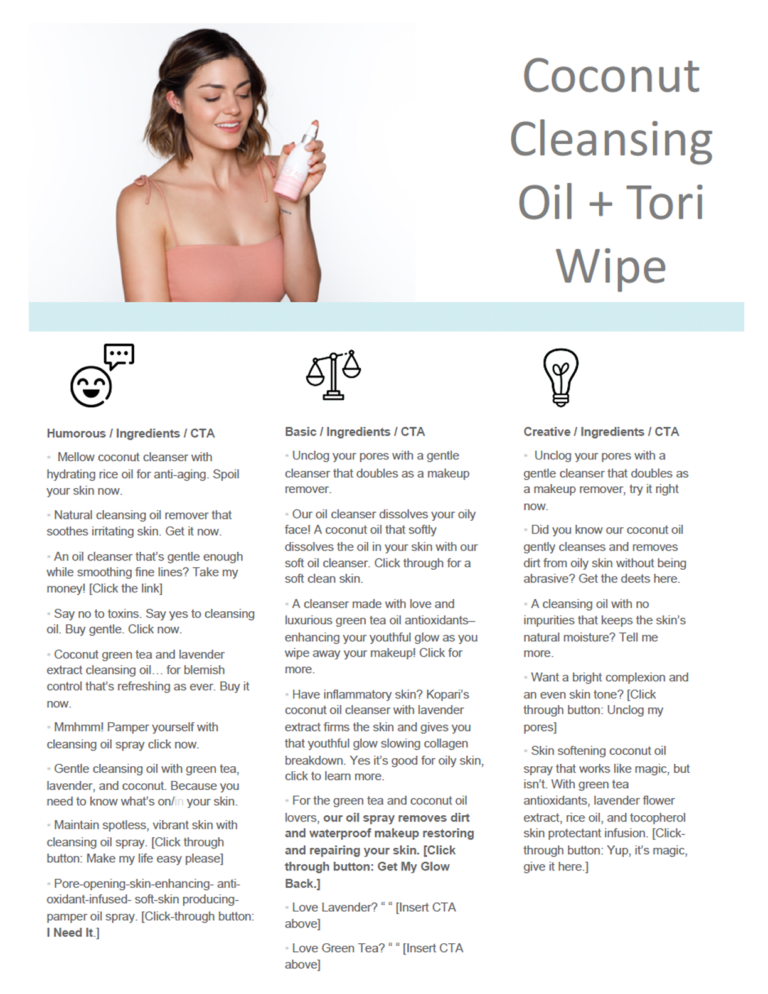 Coconut
Cleansing
Oil + Tori
Wipe
Humorous / Ingredients / CTA
• Mellow coconut cleanser with
hydrating rice oil for anti-aging. Spoil
your skin now.
• Natural cleansing oil remover that
soothes irritating skin. Get it now.
• An oil cleanser that's gentle enough
while smoothing fine lines? Take my
money! [Click the link]
• Say no to toxins. Say yes to cleansing
oil. Buy gentle. Click now.
• Coconut green tea and lavender
extract cleansing oil… for blemish
control that's refreshing as ever. Buy it
now.
• Mmhmm! Pamper yourself with
cleansing oil spray click now.
• Gentle cleansing oil with green tea,
lavender, and coconut. Because you
need to know what's on/in your skin.
• Maintain spotless, vibrant skin with
cleansing oil spray. [Click through
button: Make my life easy please]
• Pore-opening-skin-enhancing- anti-
oxidant-infused- soft-skin producing-
pamper oil spray. [Click-through button:
I Need It.]
Basic / Ingredients / CTA
• Unclog your pores with a gentle
cleanser that doubles as a makeup
remover.
• Our oil cleanser dissolves your oily
face! A coconut oil that softly
dissolves the oil in your skin with our
soft oil cleanser. Click through for a
soft clean skin.
• A cleanser made with love and
luxurious green tea oil antioxidants–
enhancing your youthful glow as you
wipe away your makeup! Click for
more.
• Have inflammatory skin? Kopari's
coconut oil cleanser with lavender
extract firms the skin and gives you
that youthful glow slowing collagen
breakdown. Yes it's good for oily skin,
click to learn more.
• For the green tea and coconut oil
lovers, our oil spray removes dirt
and waterproof makeup restoring
and repairing your skin. [Click
through button: Get My Glow
Back.]
• Love Lavender? “ “ [Insert CTA
above]
• Love Green Tea? “ “ [Insert CTA
above]
Creative / Ingredients / CTA
• Unclog your pores with a
gentle cleanser that doubles as
a makeup remover, try it right
now.
• Did you know our coconut oil
gently cleanses and removes
dirt from oily skin without being
abrasive? Get the deets here.
• A cleansing oil with no
impurities that keeps the skin's
natural moisture? Tell me
more.
• Want a bright complexion and
an even skin tone? [Click
through button: Unclog my
pores]
• Skin softening coconut oil
spray that works like magic, but
isn't. With green tea
antioxidants, lavender flower
extract, rice oil, and tocopherol
skin protectant infusion. [Click-
through button: Yup, it's magic,
give it here.]